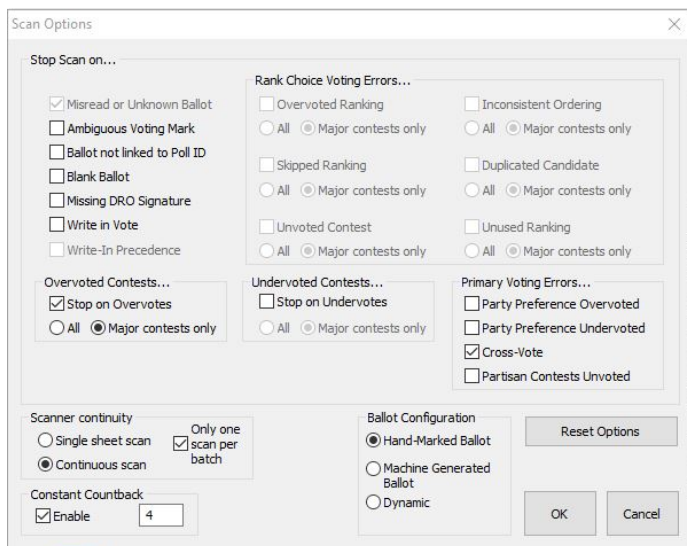 Scan Options
Stop Scan on...
Misread or Unknown Ballot
Ambiguous Voting Mark
Ballot not linked to Poll ID
Blank Ballot
Missing DRO Signature
Write in Vote
Write-In Precedence
Rank Choice Voting Errors...
Overvoted Ranking
All Major contests only
Inconsistent Ordering
All Major contests only
Skipped Ranking
All Major contests only
Duplicated Candidate
All Major contests only
Unvoted Contest
All Major contests only
Unused Ranking
All Major contests only
Overvoted Contests...
Stop on Overvotes
All Major contests only
Undervoted Contests...
Stop on Undervotes
All Major contests only
Primary Voting Errors...
Party Preference Overvoted
Party Preference Undervoted
Cross-Vote
Partisan Contests Unvoted
Scanner continuity
Single sheet scan
Continuous scan
Only one
scan per
batch
Constant Countback
Enable 4
Ballot Configuration
Hand-Marked Ballot
Machine Generated
Ballot
Dynamic
Reset Options
OK Cancel